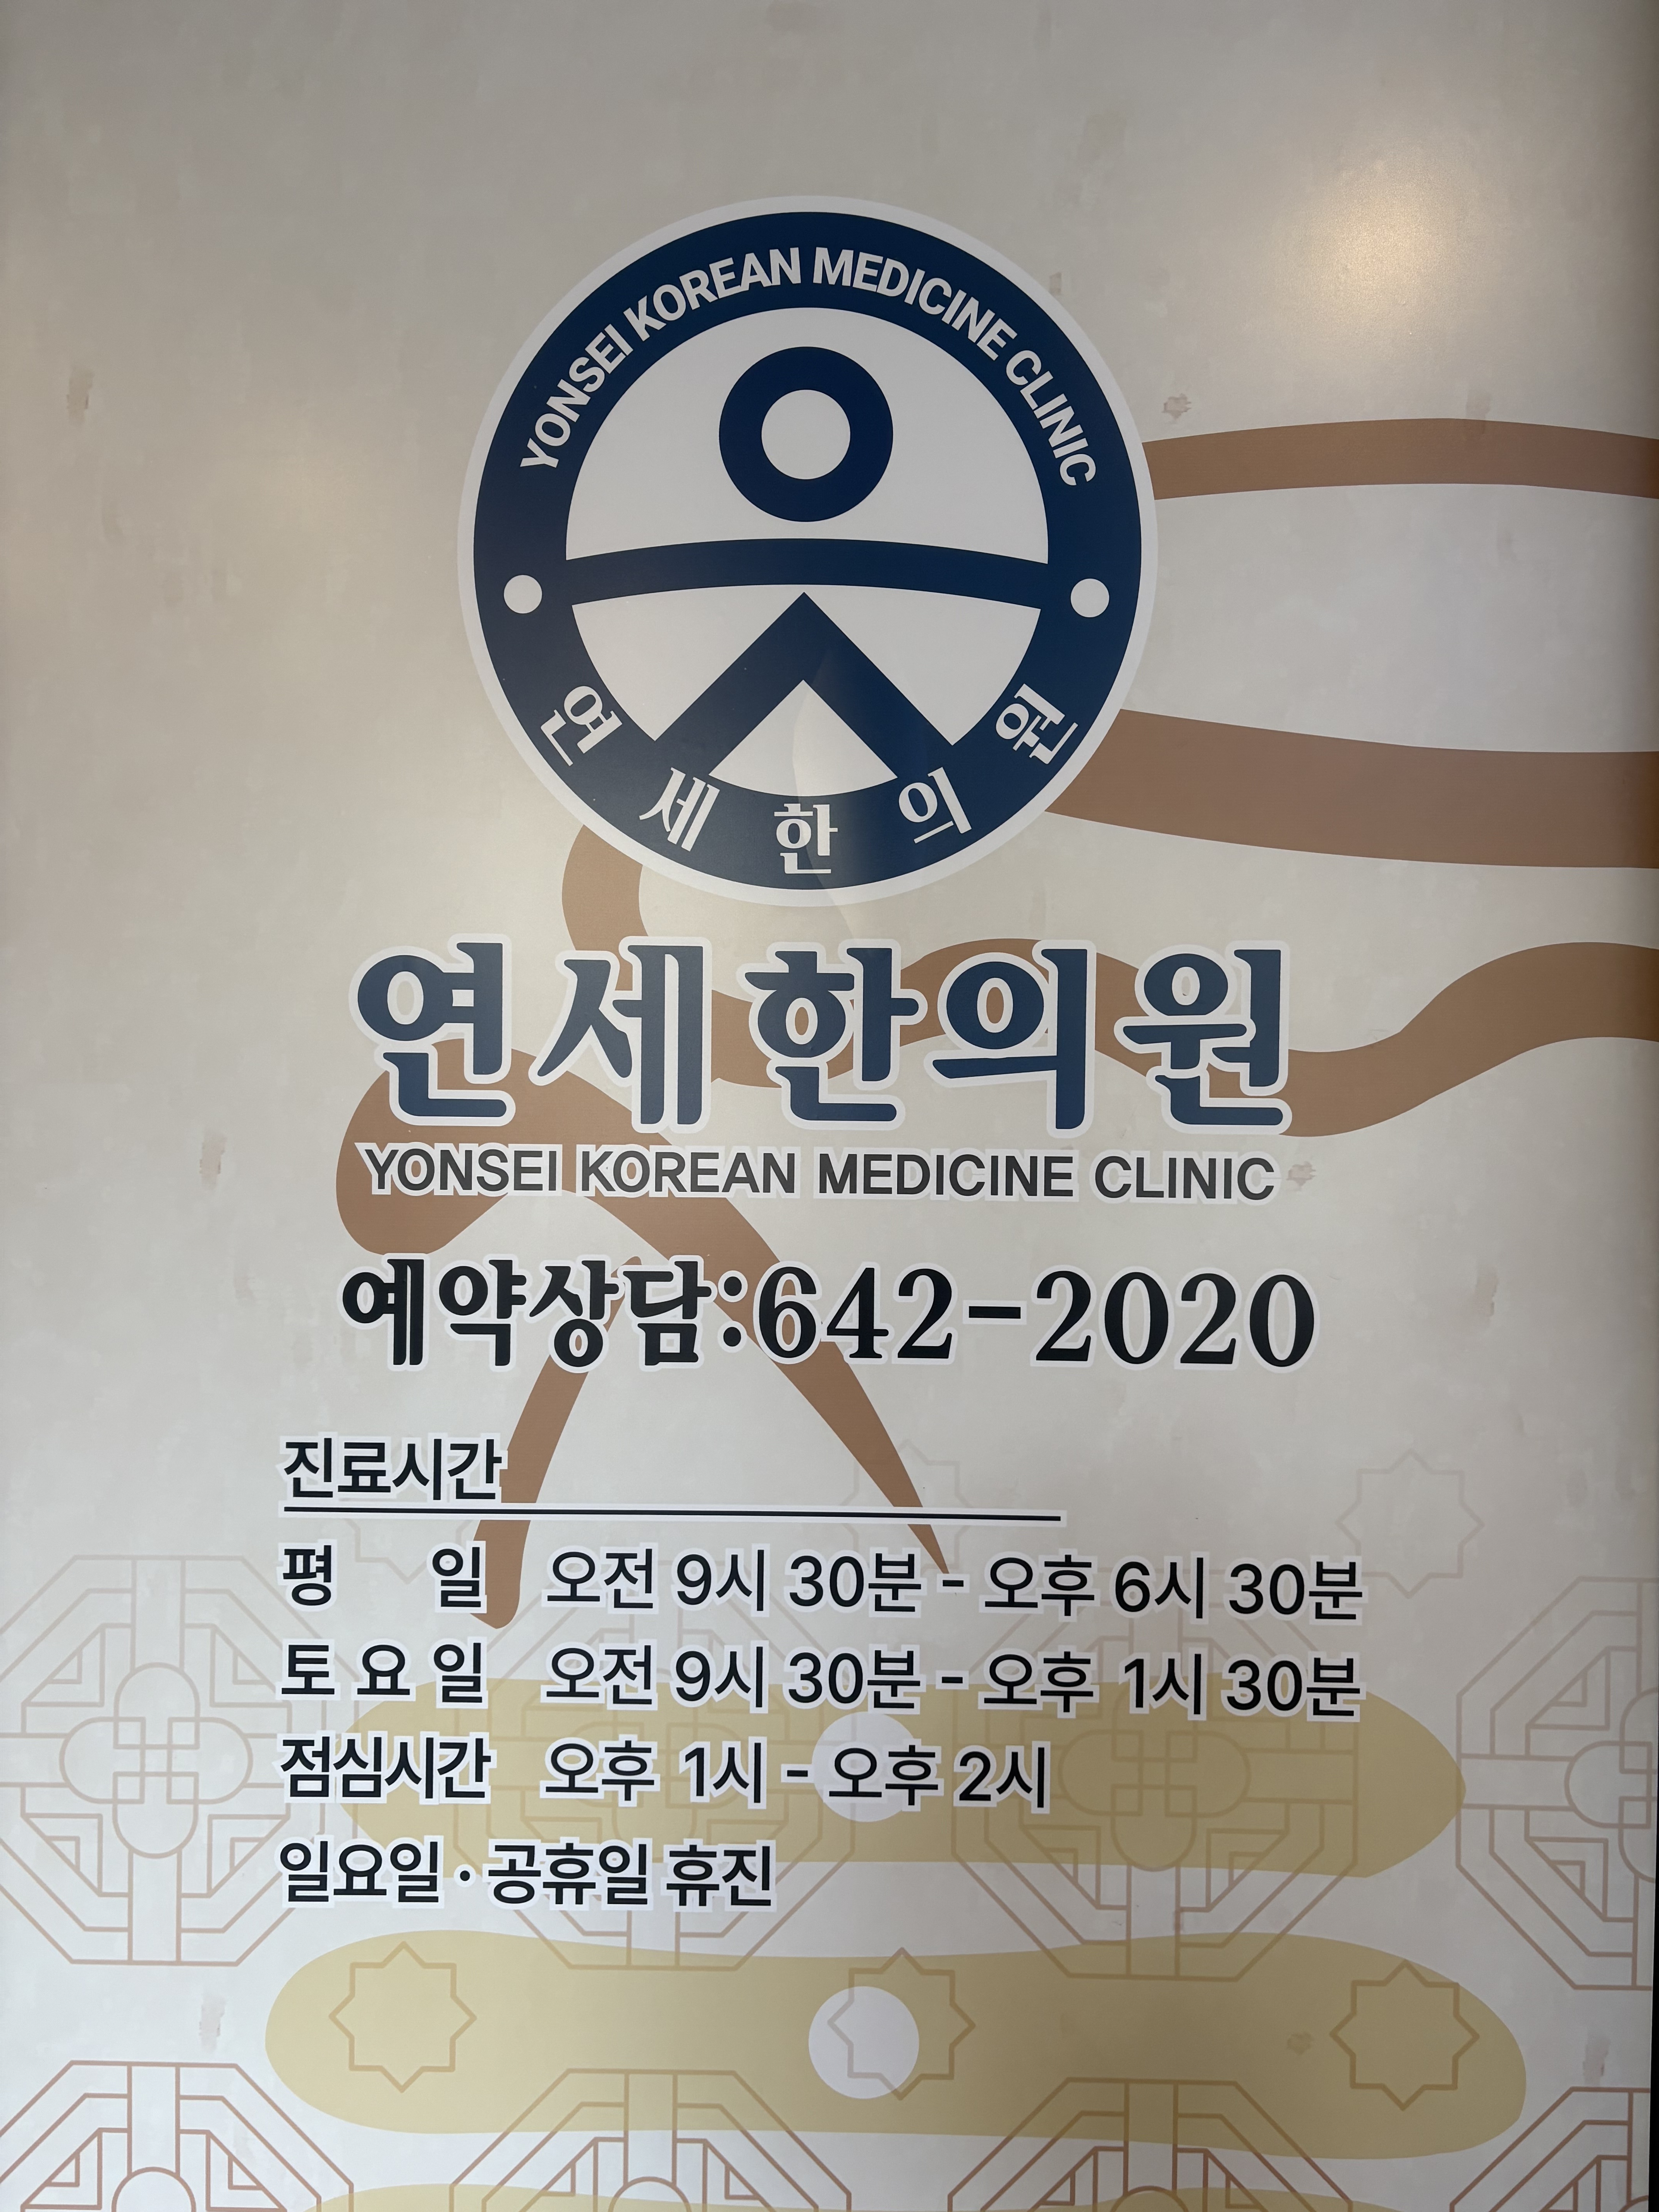 YONSEI KOREAN MEDICINE CLINIC
연세한의원
연세한의원
YONSEI KOREAN MEDICINE CLINIC
예약상담:642-2020
진료시간
평 일 오전 9시 30분 - 오후 6시 30분
토 요 일 오전 9시 30분 - 오후 1시 30분
점심시간 오후 1시 - 오후 2시
일요일 · 공휴일 휴진